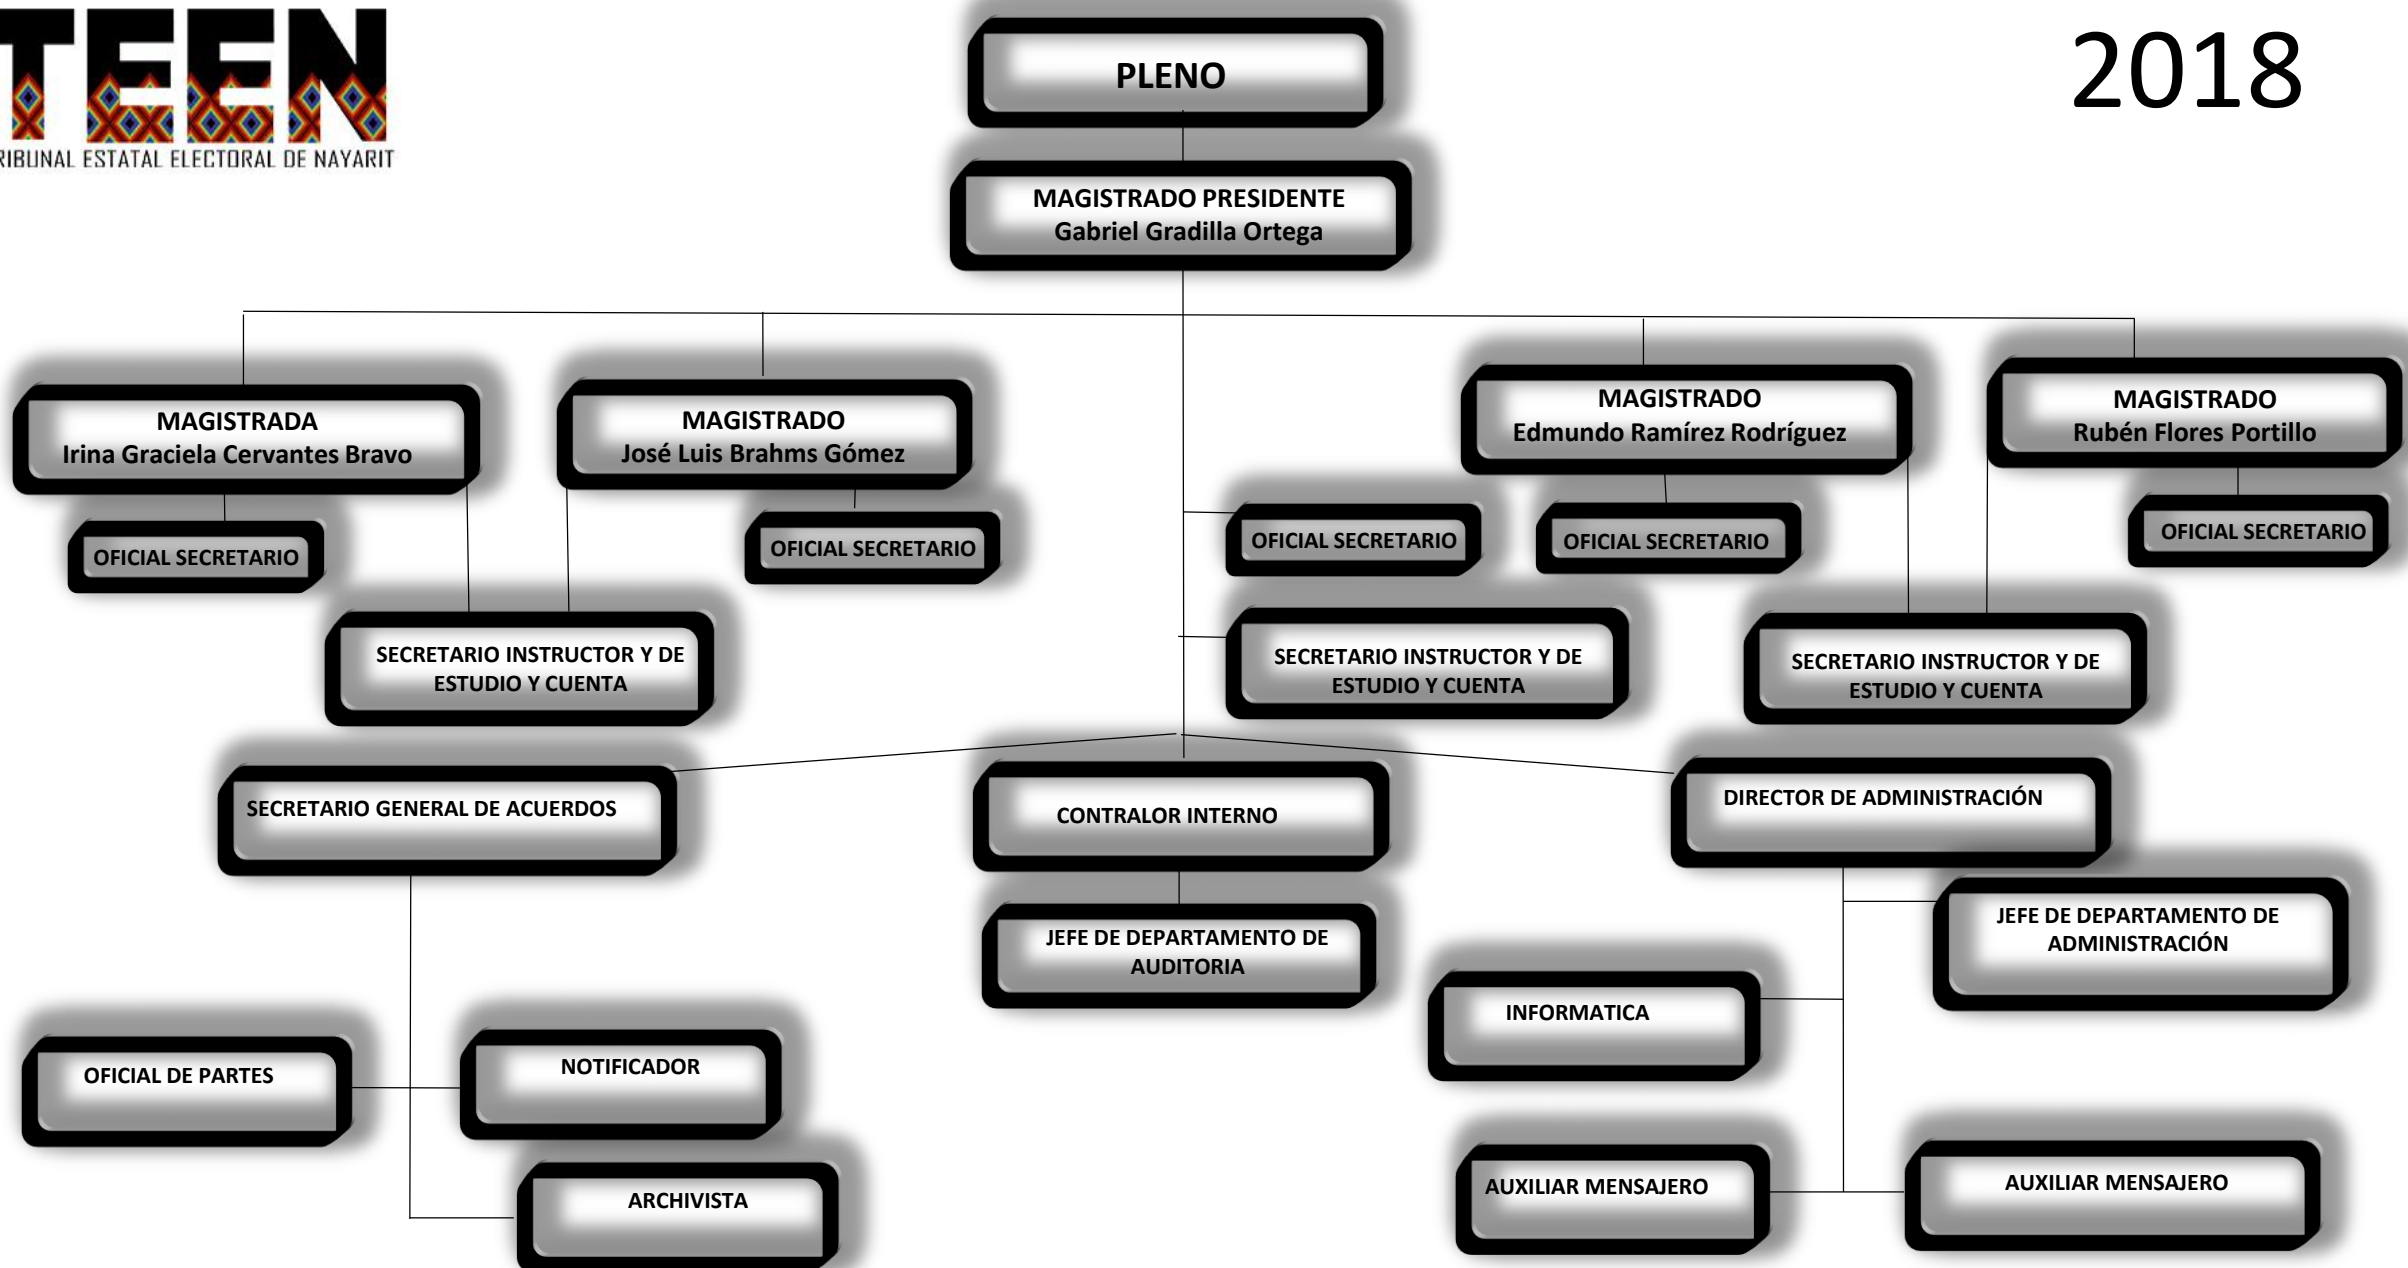 TEEN
TRIBUNAL ESTATAL ELECTORAL DE NAYARIT
2018
PLENO
MAGISTRADO PRESIDENTE
Gabriel Gradilla Ortega
MAGISTRADA
Irina Graciela Cervantes Bravo
MAGISTRADO
José Luis Brahms Gómez
MAGISTRADO
Edmundo Ramírez Rodríguez
MAGISTRADO
Rubén Flores Portillo
OFICIAL SECRETARIO
OFICIAL SECRETARIO
OFICIAL SECRETARIO
OFICIAL SECRETARIO
OFICIAL SECRETARIO
SECRETARIO INSTRUCTOR Y DE
ESTUDIO Y CUENTA
SECRETARIO INSTRUCTOR Y DE
ESTUDIO Y CUENTA
SECRETARIO INSTRUCTOR Y DE
ESTUDIO Y CUENTA
SECRETARIO GENERAL DE ACUERDOS
CONTRALOR INTERNO
DIRECTOR DE ADMINISTRACIÓN
JEFE DE DEPARTAMENTO DE
AUDITORIA
JEFE DE DEPARTAMENTO DE
ADMINISTRACIÓN
INFORMATICA
OFICIAL DE PARTES
NOTIFICADOR
ARCHIVISTA
AUXILIAR MENSAJERO
AUXILIAR MENSAJERO